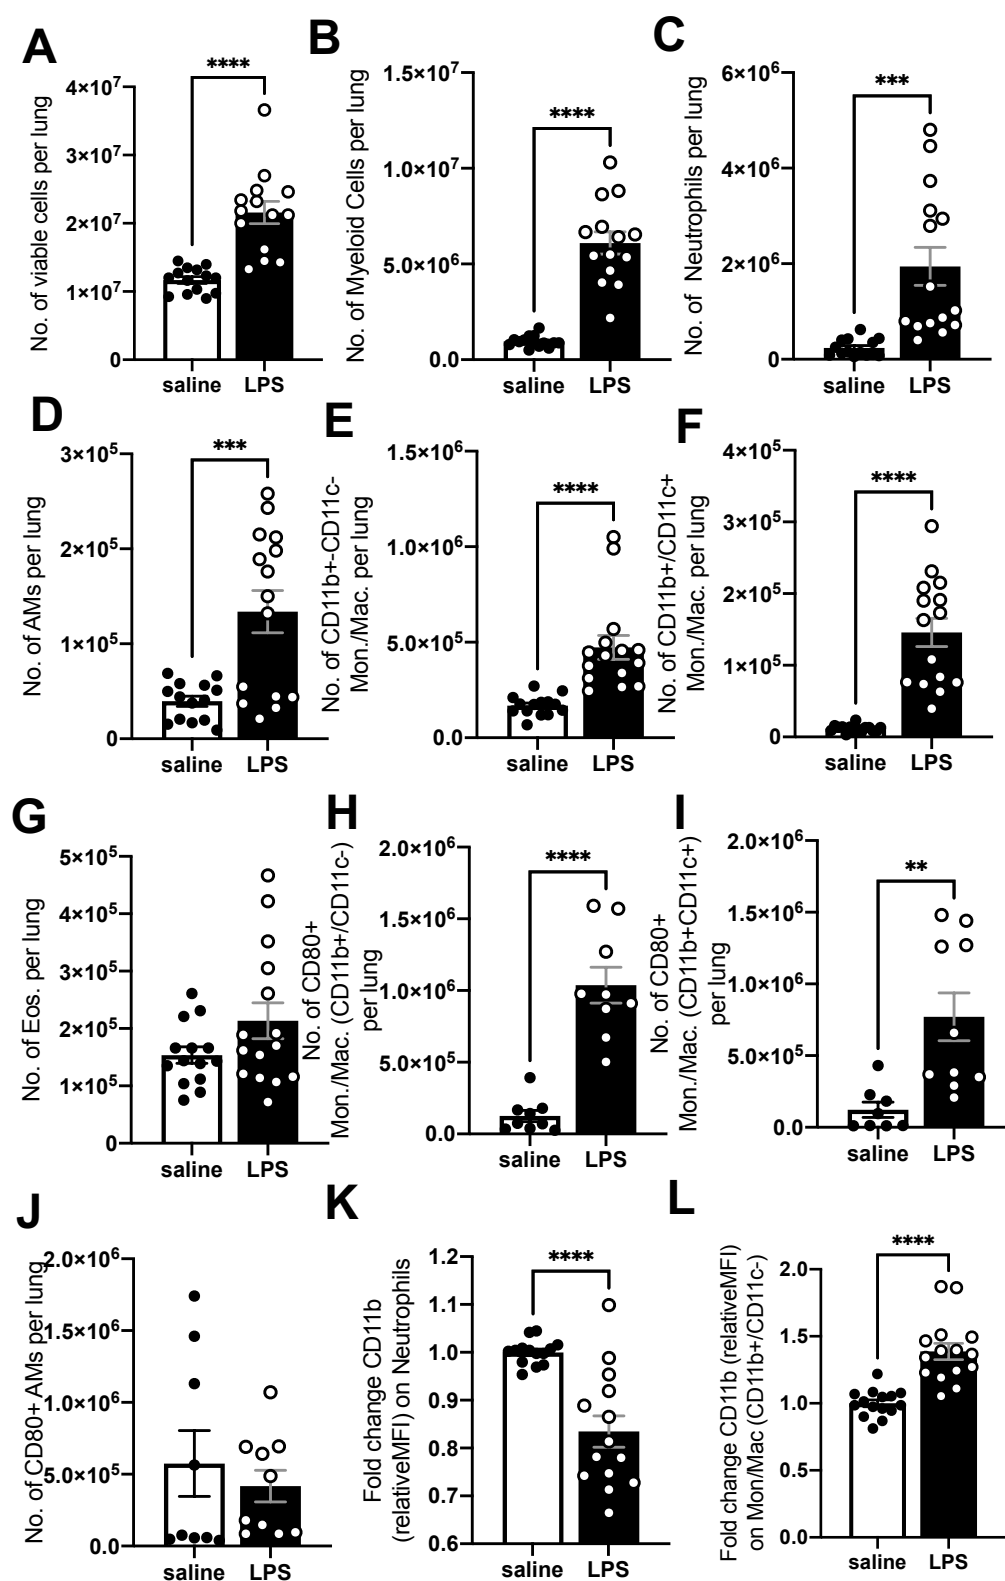 A
No. of viable cells per lung
4×10⁷
3×10⁷
2×10⁷
1×10⁷
0
****
saline
LPS
B
No. of Myeloid Cells per lung
1.5×10⁷
1.0×10⁷
5.0×10⁶
0.0
****
saline
LPS
C
No. of Neutrophils per lung
6×10⁶
4×10⁶
2×10⁶
0
***
saline
LPS
D
No. of AMs per lung
3×10⁵
2×10⁵
1×10⁵
0
***
saline
LPS
E
No. of CD11b+-CD11c-
Mon./Mac. per lung
1.5×10⁶
1.0×10⁶
5.0×10⁵
0.0
****
saline
LPS
F
No. of CD11b+/CD11c+
Mon./Mac. per lung
4×10⁵
3×10⁵
2×10⁵
1×10⁵
0
****
saline
LPS
G
No. of Eos. per lung
5×10⁵
4×10⁵
3×10⁵
2×10⁵
1×10⁵
0
saline
LPS
H
No. of CD80+
Mon./Mac. (CD11b+/CD11c-)
per lung
2.0×10⁶
1.5×10⁶
1.0×10⁶
5.0×10⁵
0.0
****
saline
LPS
I
No. of CD80+
Mon./Mac. (CD11b+CD11c+)
per lung
2.0×10⁶
1.5×10⁶
1.0×10⁶
5.0×10⁵
0.0
**
saline
LPS
J
No. of CD80+ AMs per lung
2.0×10⁶
1.5×10⁶
1.0×10⁶
5.0×10⁵
0.0
saline
LPS
K
Fold change CD11b
(relativeMFI) on Neutrophils
1.2
1.1
1.0
0.9
0.8
0.7
0.6
****
saline
LPS
L
Fold change CD11b (relativeMFI)
on Mon/Mac (CD11b+/CD11c-)
2.0
1.5
1.0
0.5
0.0
****
saline
LPS